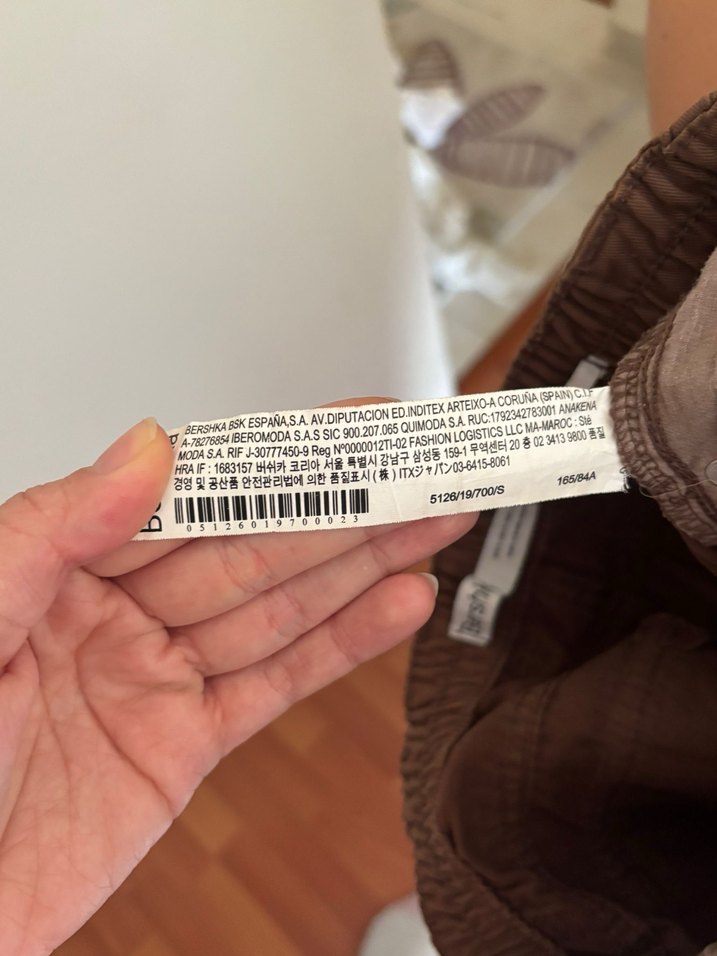 BERSHKA BSK ESPAÑA,S.A. AV.DIPUTACION ED.INDITEX ARTEIXO-A CORUÑA (SPAIN) C.I.F
A-78276854 IBEROMODA S.A.S SIC 900.207.065 QUIMODA S.A. RUC:1792342783001 ANAKENA
MODA S.A. RIF J-30777450-9 Reg Nº0000012TI-02 FASHION LOGISTICS LLC MA-MAROC : Sté
HRA IF : 1683157 버쉬카 코리아 서울 특별시 강남구 삼성동 159-1 무역센터 20 층 02 3413 9800 품질
경영 및 공산품 안전관리법에 의한 품질표시 (株) ITXジャパン03-6415-8061
05126019700023
5126/19/700/S
165/84A